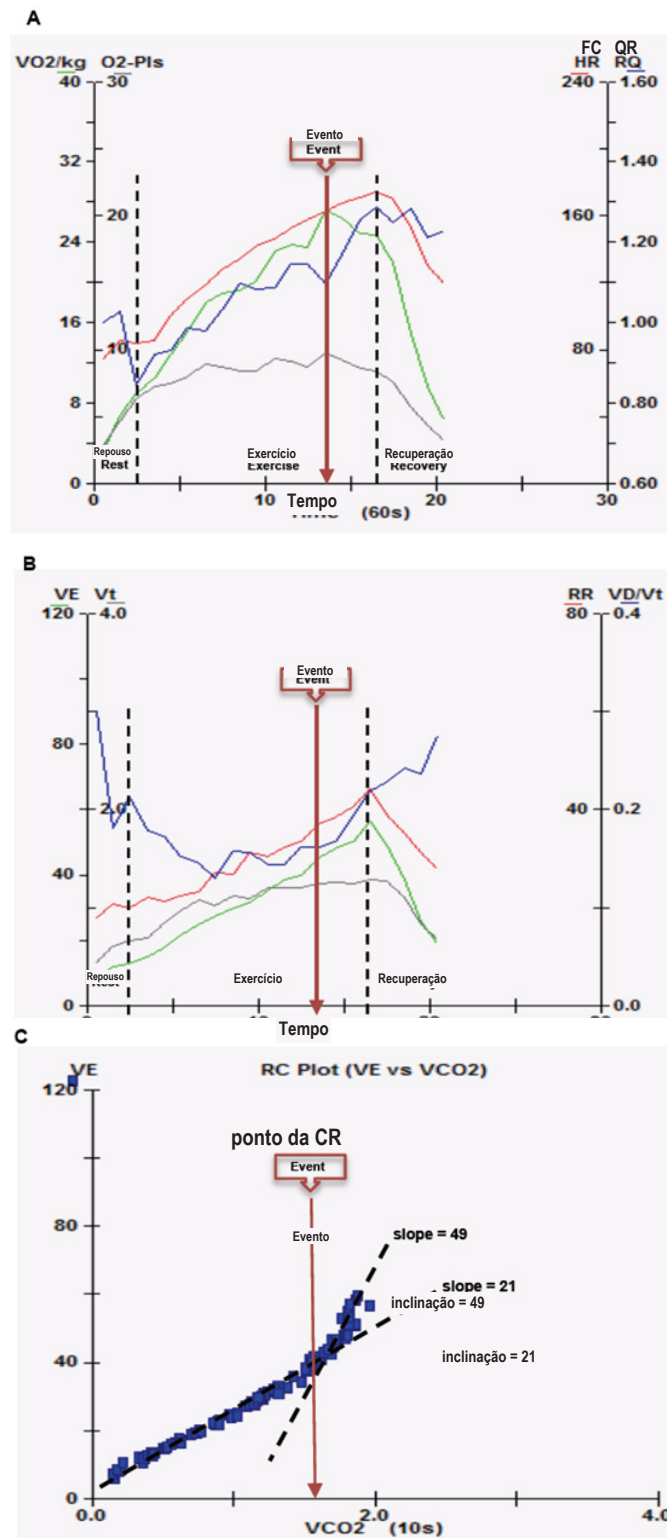 A
FC QR
VO2/kg O2-Pls HR RQ
40 30 240 1.60
Evento
Event
32 1.40
24 20 160 1.20
16 10 80 1.00
8 0.80
Repouso Exercício Recuperação
Rest Exercise Recovery
0 0.60
0 10 20 30
Tempo
(60s)
B
VE Vt RR VD/Vt
120 4.0 80 0.4
Evento
Event
80
2.0 40 0.2
40
Repouso Exercício Recuperação
0 0 0.0
Tempo
C
VE RC Plot (VE vs VCO2)
120
ponto da CR
Event
80 Evento
slope = 49
slope = 21
inclinação = 49
40 inclinação = 21
0
0.0 2.0 4.0
VCO2 (10s)